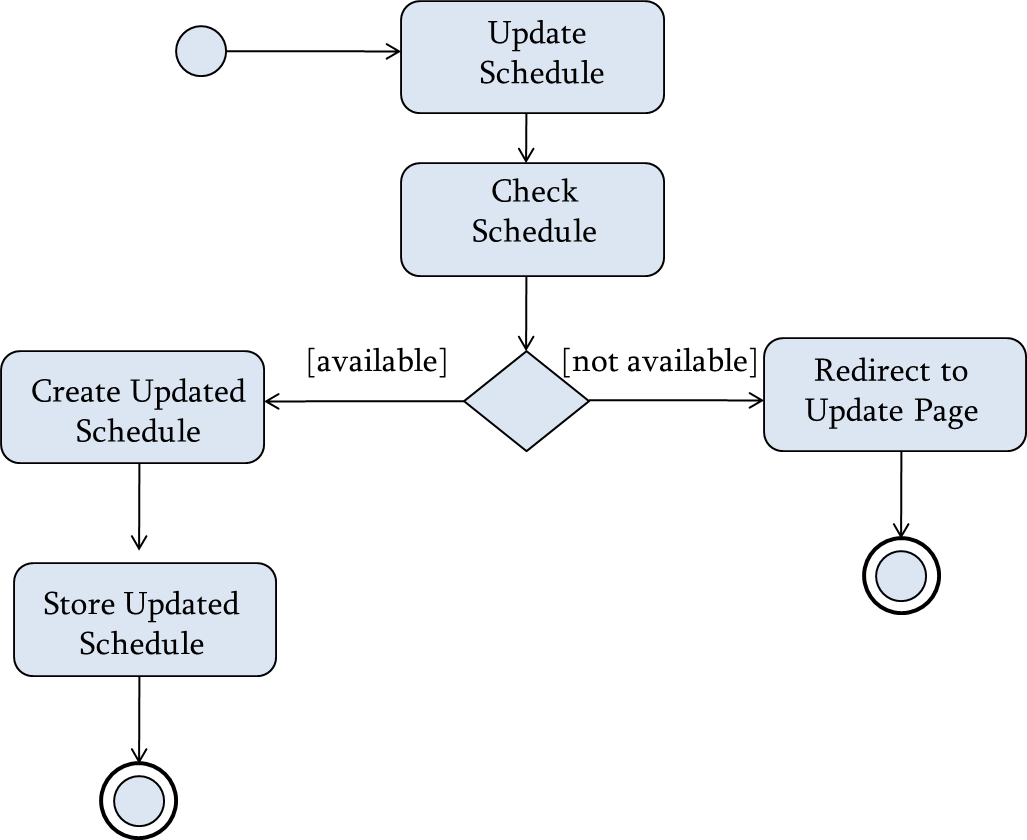 Update
Schedule
Check
Schedule
[available]
[not available]
Create Updated
Schedule
Redirect to
Update Page
Store Updated
Schedule